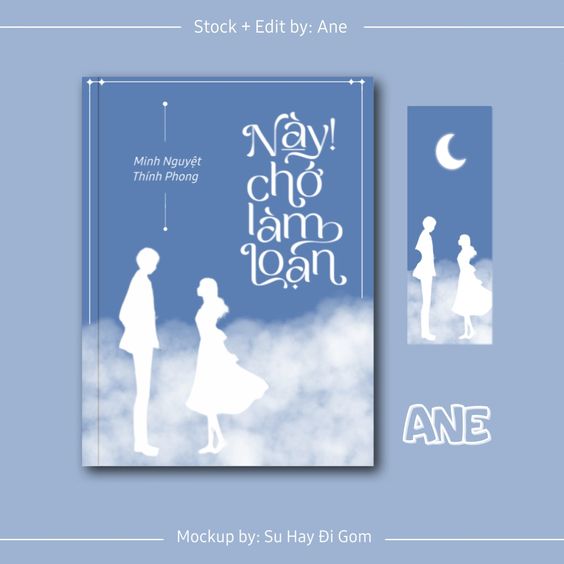 Stock + Edit by: Ane
Minh Nguyệt
Thính Phong
Này!
chớ
làm
loạn
ANE
Mockup by: Su Hay Đi Gom